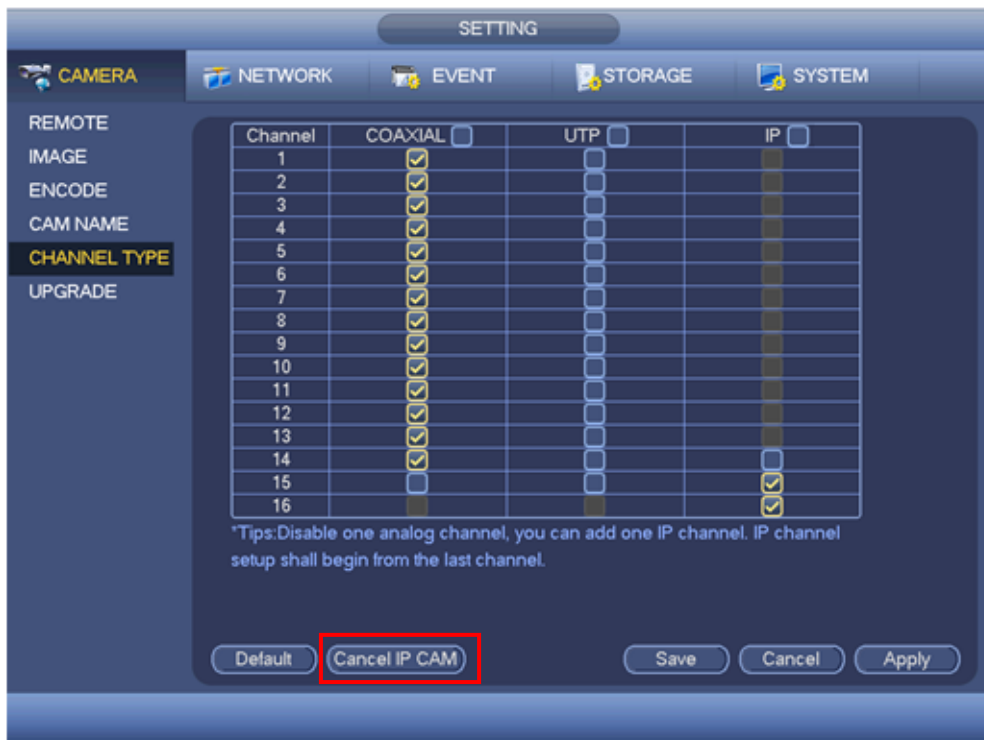 SETTING
CAMERA NETWORK EVENT STORAGE SYSTEM
REMOTE
IMAGE
ENCODE
CAM NAME
CHANNEL TYPE
UPGRADE
Channel COAXIAL UTP IP
1
2
3
4
5
6
7
8
9
10
11
12
13
14
15
16
*Tips:Disable one analog channel, you can add one IP channel. IP channel
setup shall begin from the last channel.
Default Cancel IP CAM Save Cancel Apply